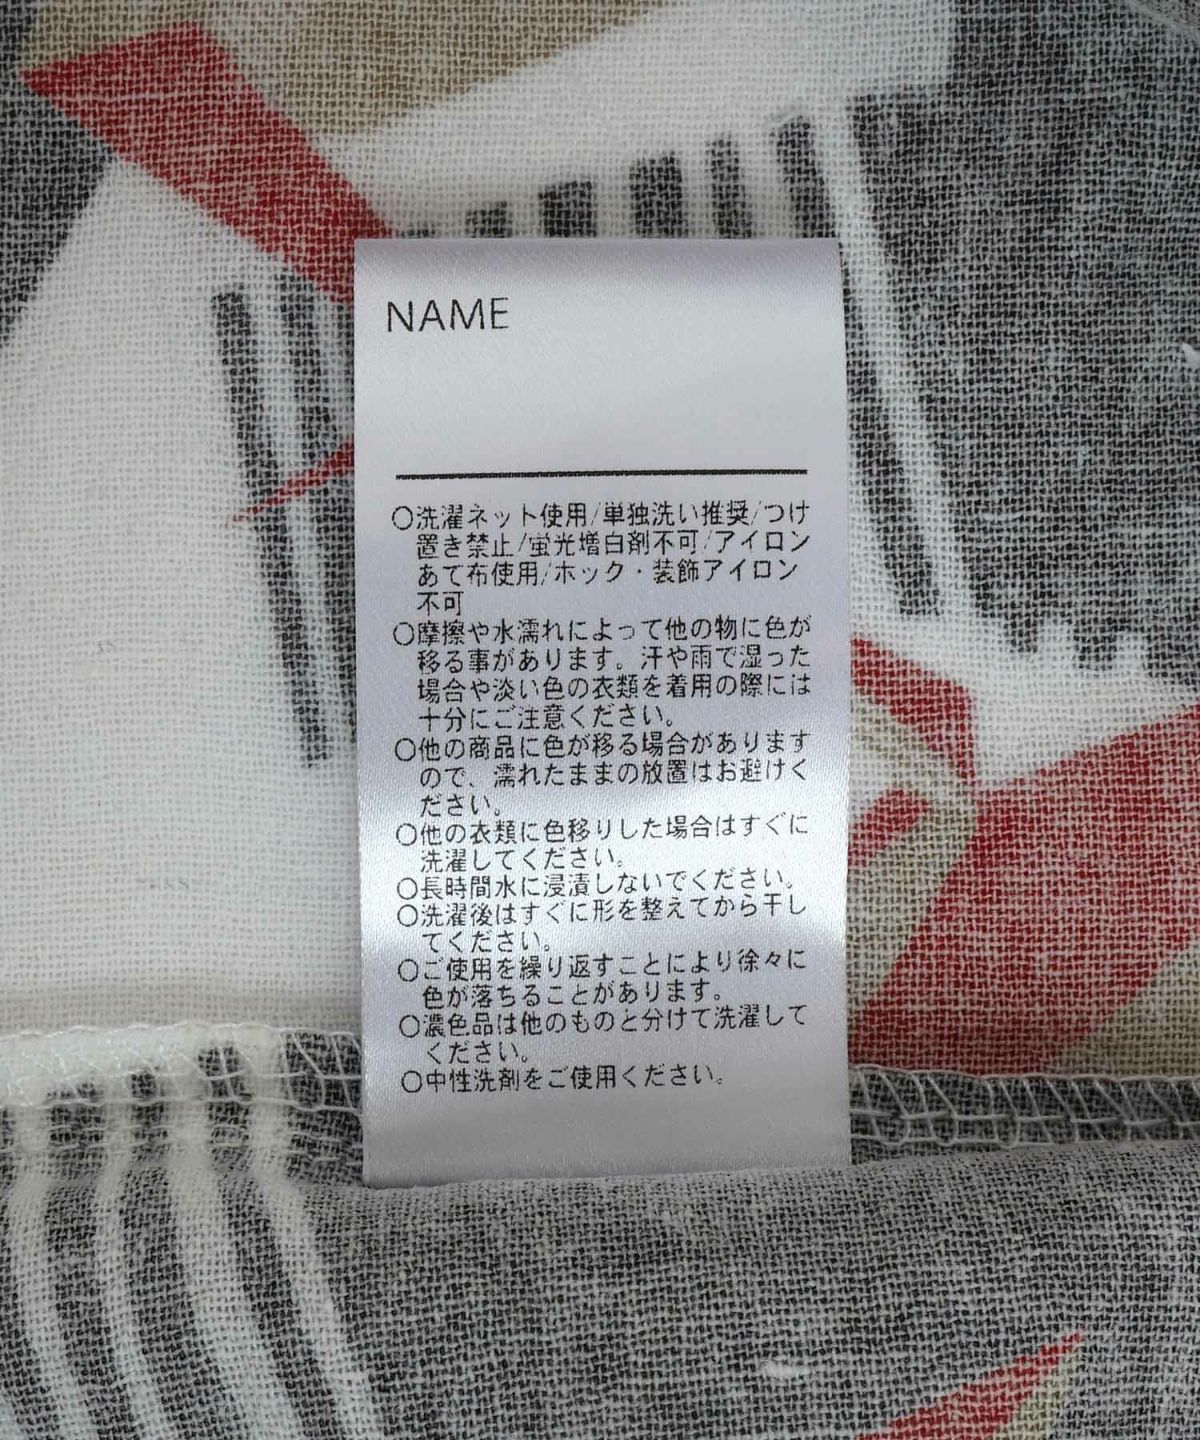 NAME
○洗濯ネット使用/単独洗い推奨/つけ
置き禁止/蛍光増白剤不可/アイロン
あて布使用/ホック・装飾アイロン
不可
○摩擦や水濡れによって他の物に色が
移る事があります。汗や雨で湿った
場合や淡い色の衣類を着用の際には
十分にご注意ください。
○他の商品に色が移る場合があります
ので、濡れたままの放置はお避けく
ださい。
○他の衣類に色移りした場合はすぐに
洗濯してください。
○長時間水に浸漬しないでください。
○洗濯後はすぐに形を整えてから干し
てください。
○ご使用を繰り返すことにより徐々に
色が落ちることがあります。
○濃色品は他のものと分けて洗濯して
ください。
○中性洗剤をご使用ください。